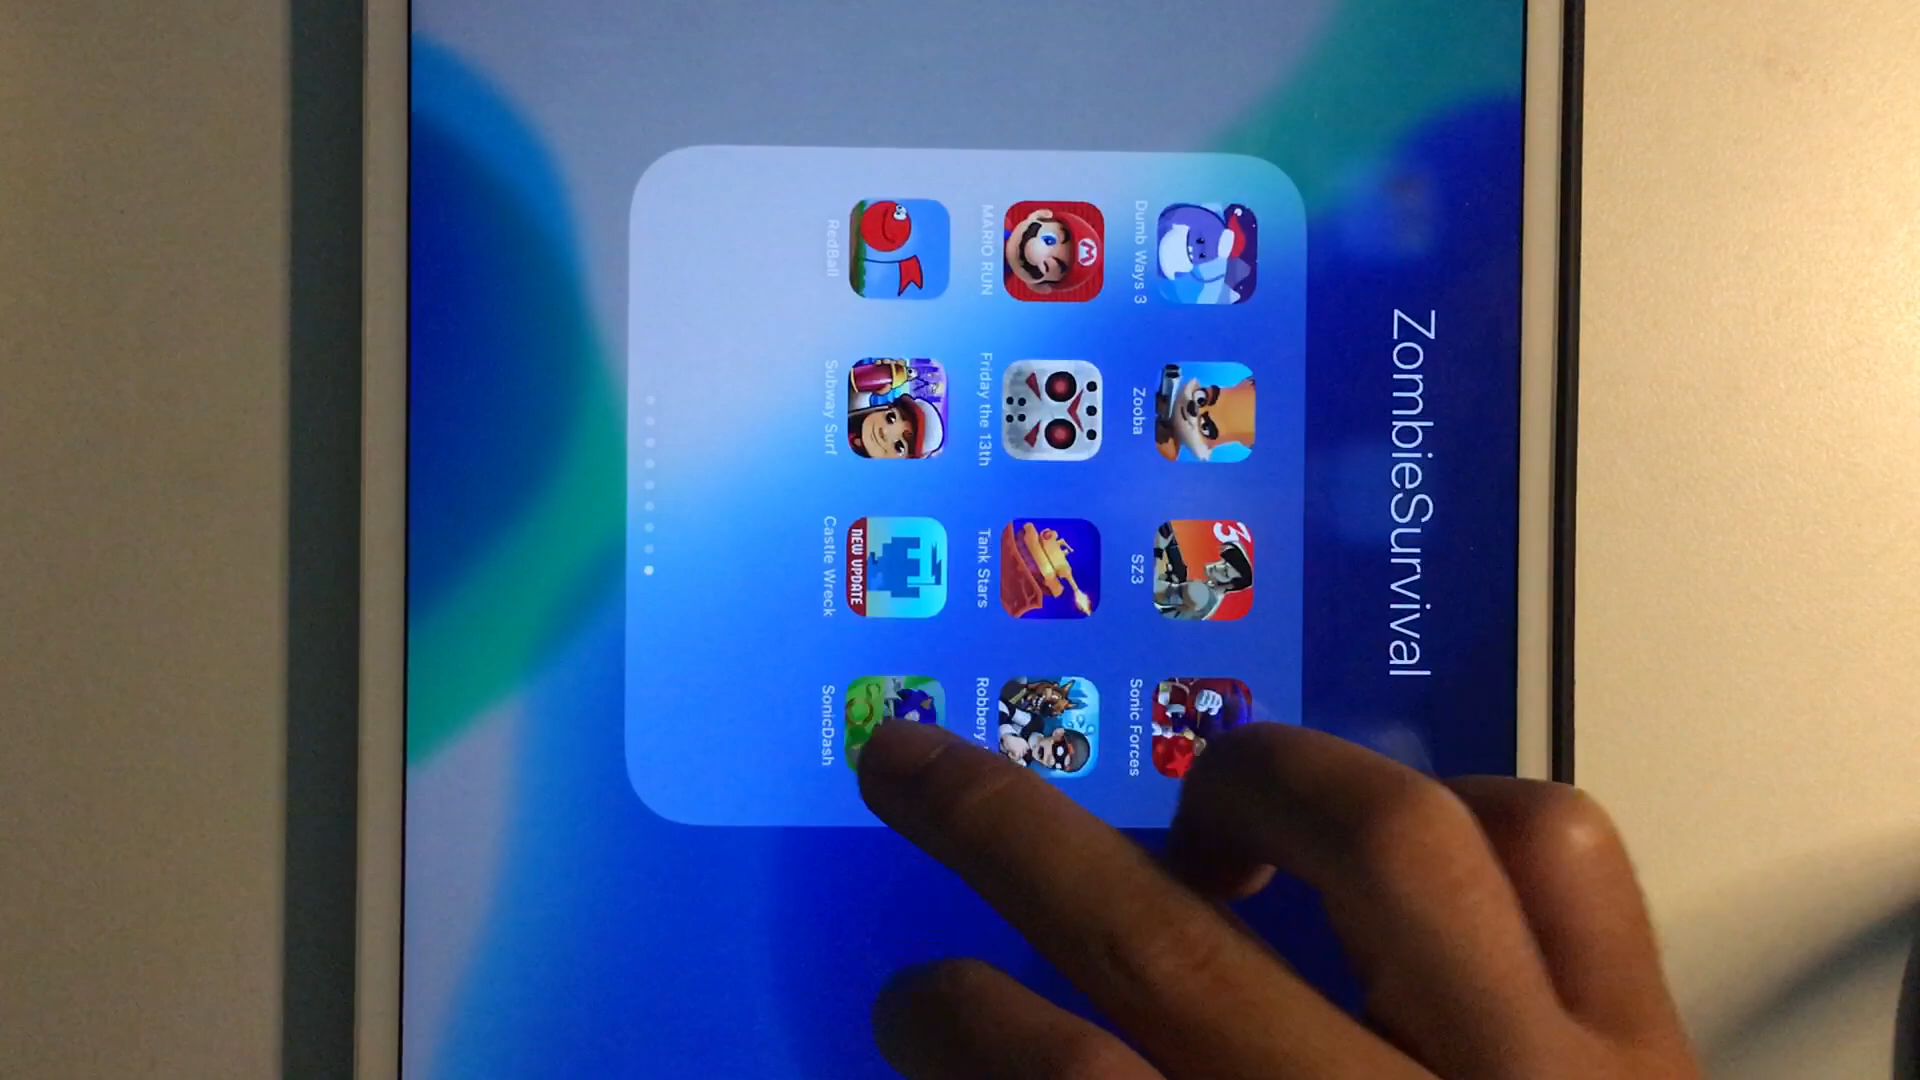 ZombieSurvival
Dumb Ways 3
Zooba
3
SZ3
Sonic Forces
M
MARIO RUN
Friday the 13th
Tank Stars
Robbery
NEW UPDATE
RedBall
Subway Surf
Castle Wreck
SonicDash